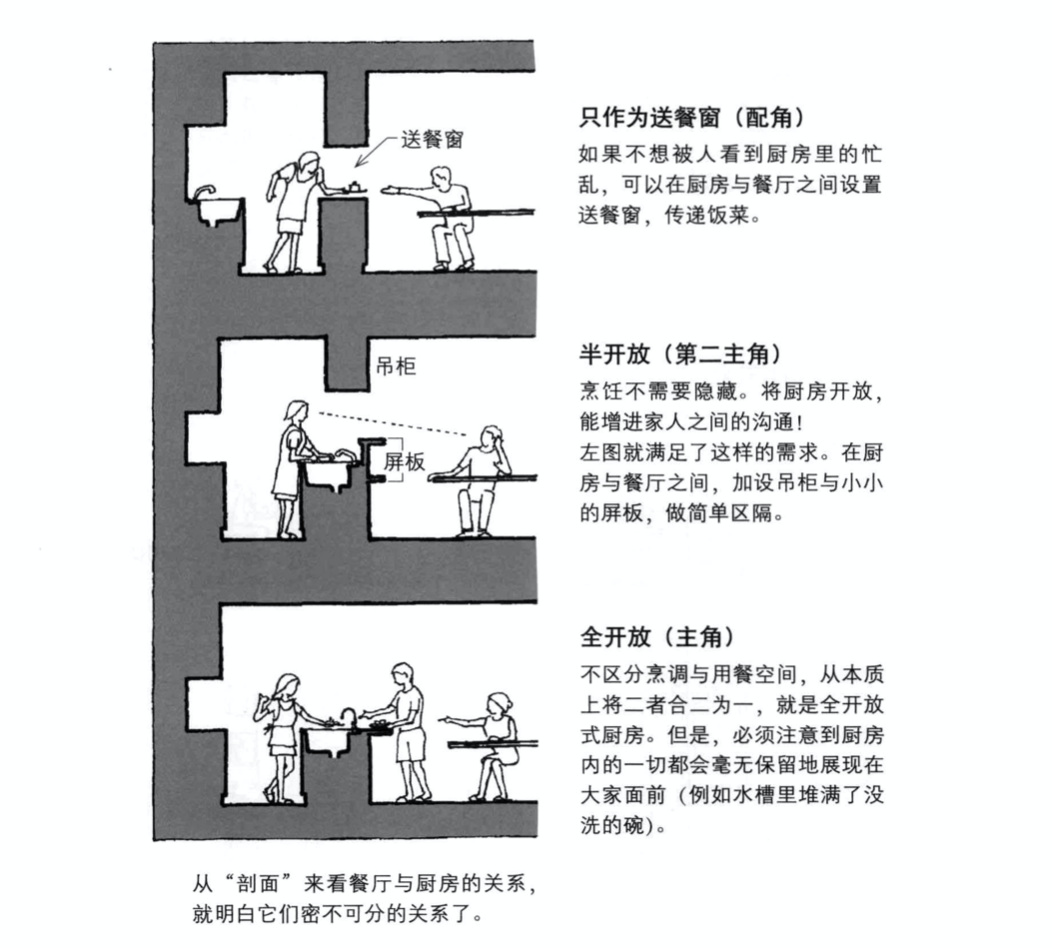 送餐窗
只作为送餐窗（配角）
如果不想被人看到厨房里的忙
乱，可以在厨房与餐厅之间设置
送餐窗，传递饭菜。
吊柜
屏板
半开放（第二主角）
烹饪不需要隐藏。将厨房开放，
能增进家人之间的沟通！
左图就满足了这样的需求。在厨
房与餐厅之间，加设吊柜与小小
的屏板，做简单区隔。
全开放（主角）
不区分烹调与用餐空间，从本质
上将二者合二为一，就是全开放
式厨房。但是，必须注意到厨房
内的一切都会毫无保留地展现在
大家面前（例如水槽里堆满了没
洗的碗）。
从“剖面”来看餐厅与厨房的关系，
就明白它们密不可分的关系了。